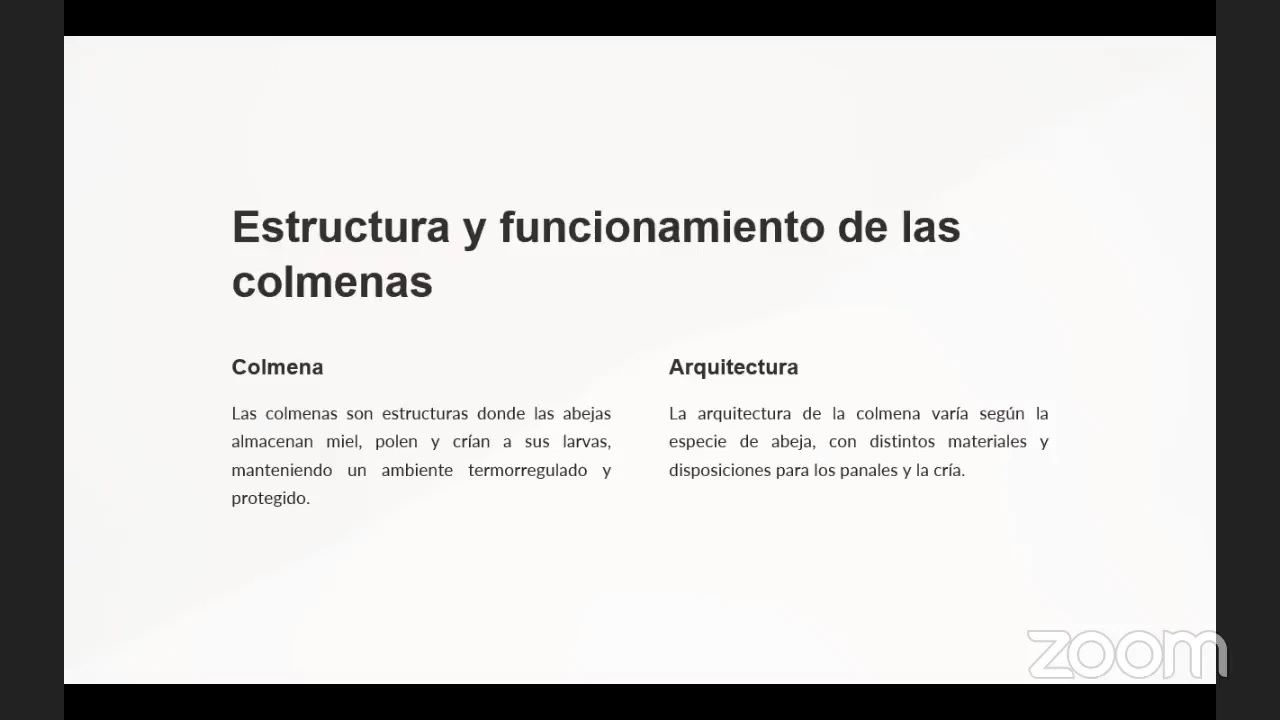 Estructura y funcionamiento de las
colmenas
Colmena
Las colmenas son estructuras donde las abejas
almacenan miel, polen y crían a sus larvas,
manteniendo un ambiente termorregulado y
protegido.
Arquitectura
La arquitectura de la colmena varía según la
especie de abeja, con distintos materiales y
disposiciones para los panales y la cría.
zoom